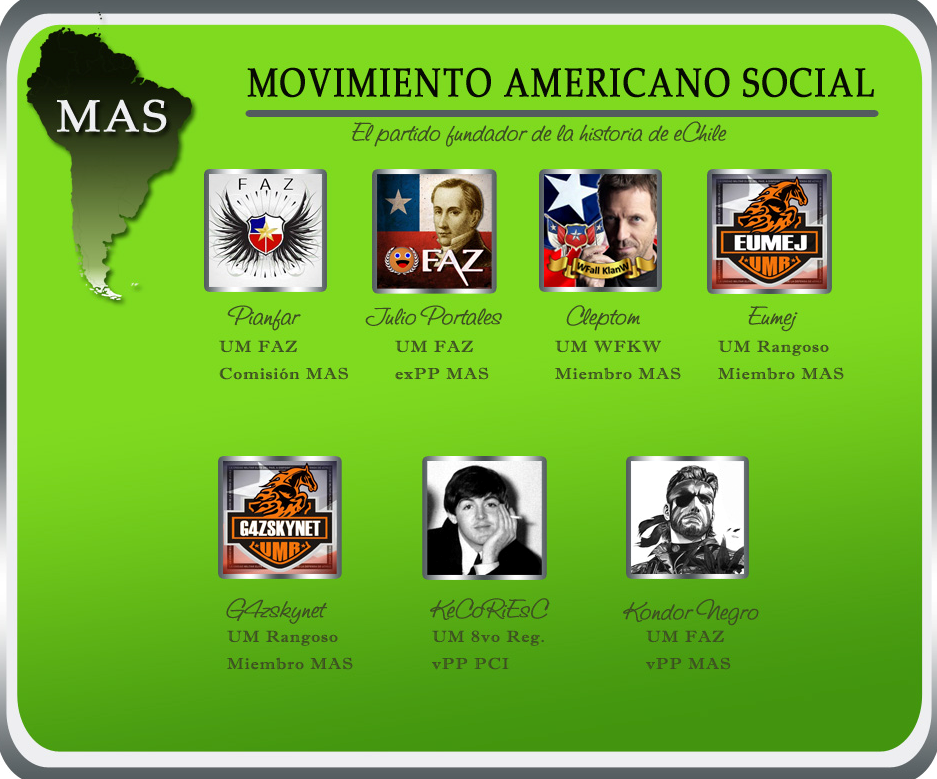 MAS
MOVIMIENTO AMERICANO SOCIAL
El partido fundador de la historia de eChile
F A Z
FAZ
WFall KlanW
EUMEJ
UMR
Pianfar
Julio Portales
Cleptom
Eumej
UM FAZ
UM FAZ
UM WFKW
UM Rangoso
Comisión MAS
exPP MAS
Miembro MAS
Miembro MAS
G4ZSKYNET
UMR
G4zskynet
KeCoRiEsC
Kondor Negro
UM Rangoso
UM 8vo Reg.
UM FAZ
Miembro MAS
vPP PCI
vPP MAS